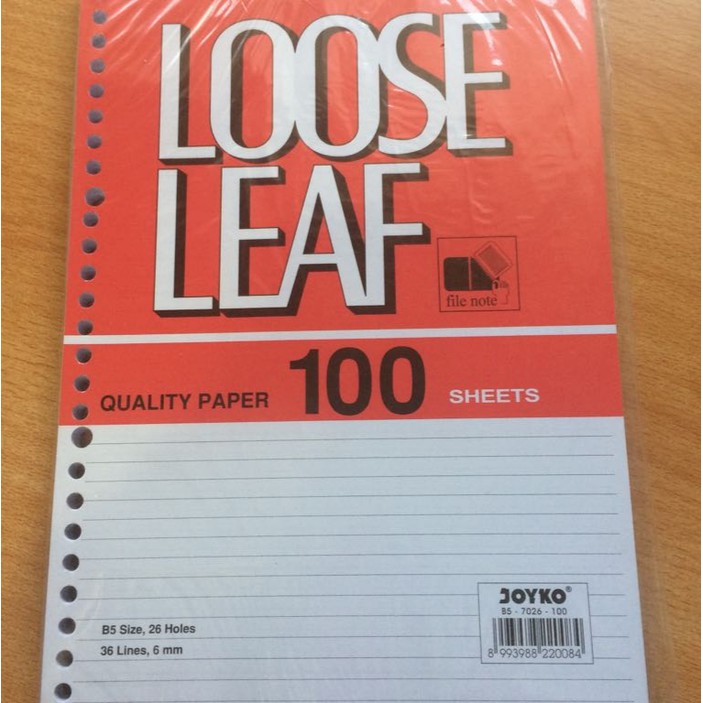 LOOSE
LEAF
file note
QUALITY PAPER 100 SHEETS
JOYKO®
B5 - 7026 - 100
B5 Size, 26 Holes
36 Lines, 6 mm
8 993988 220084